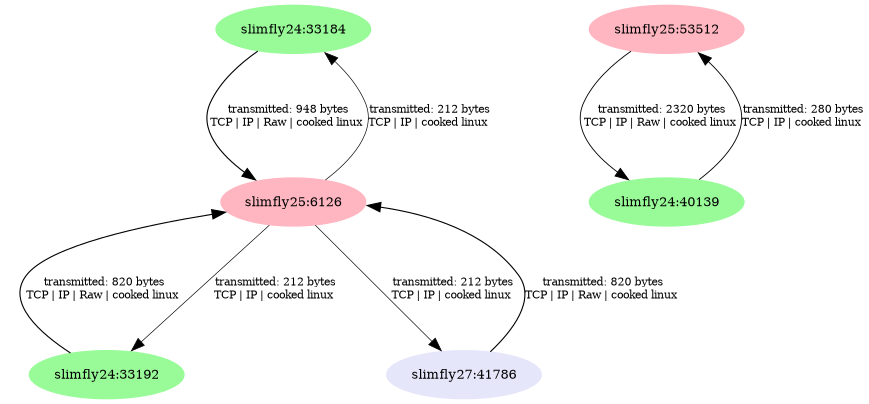 slimfly24:33184
slimfly25:53512
transmitted: 948 bytes
TCP | IP | Raw | cooked linux
transmitted: 212 bytes
TCP | IP | cooked linux
transmitted: 2320 bytes
TCP | IP | Raw | cooked linux
transmitted: 280 bytes
TCP | IP | cooked linux
slimfly25:6126
slimfly24:40139
transmitted: 820 bytes
TCP | IP | Raw | cooked linux
transmitted: 212 bytes
TCP | IP | cooked linux
transmitted: 212 bytes
TCP | IP | cooked linux
transmitted: 820 bytes
TCP | IP | Raw | cooked linux
slimfly24:33192
slimfly27:41786